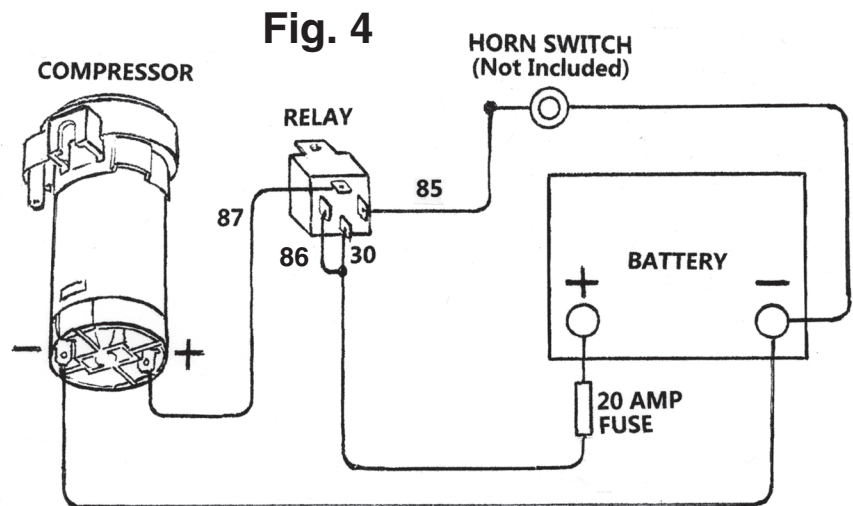 Fig. 4
COMPRESSOR
RELAY
HORN SWITCH
(Not Included)
85
87
86
30
BATTERY
+
−
−
+
20 AMP
FUSE